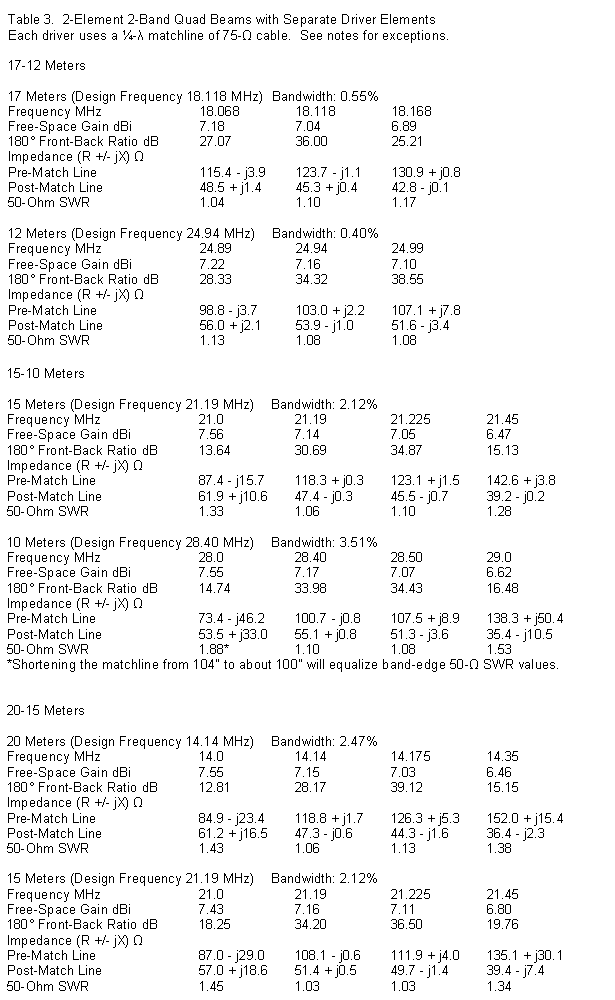 Table 3.  2-Element 2-Band Quad Beams with Separate Driver Elements
Each driver uses a ¼-λ matchline of 75-Ω cable.  See notes for exceptions.
17-12 Meters
17 Meters (Design Frequency 18.118 MHz)  Bandwidth: 0.55%
Frequency MHz 18.068 18.118 18.168
Free-Space Gain dBi 7.18 7.04 6.89
180° Front-Back Ratio dB 27.07 36.00 25.21
Impedance (R +/- jX) Ω
Pre-Match Line 115.4 - j3.9 123.7 - j1.1 130.9 + j0.8
Post-Match Line 48.5 + j1.4 45.3 + j0.4 42.8 - j0.1
50-Ohm SWR 1.04 1.10 1.17
12 Meters (Design Frequency 24.94 MHz)  Bandwidth: 0.40%
Frequency MHz 24.89 24.94 24.99
Free-Space Gain dBi 7.22 7.16 7.10
180° Front-Back Ratio dB 28.33 34.32 38.55
Impedance (R +/- jX) Ω
Pre-Match Line 98.8 - j3.7 103.0 + j2.2 107.1 + j7.8
Post-Match Line 56.0 + j2.1 53.9 - j1.0 51.6 - j3.4
50-Ohm SWR 1.13 1.08 1.08
15-10 Meters
15 Meters (Design Frequency 21.19 MHz)  Bandwidth: 2.12%
Frequency MHz 21.0 21.19 21.225 21.45
Free-Space Gain dBi 7.56 7.14 7.05 6.47
180° Front-Back Ratio dB 13.64 30.69 34.87 15.13
Impedance (R +/- jX) Ω
Pre-Match Line 87.4 - j15.7 118.3 + j0.3 123.1 + j1.5 142.6 + j3.8
Post-Match Line 61.9 + j10.6 47.4 - j0.3 45.5 - j0.7 39.2 - j0.2
50-Ohm SWR 1.33 1.06 1.10 1.28
10 Meters (Design Frequency 28.40 MHz)  Bandwidth: 3.51%
Frequency MHz 28.0 28.40 28.50 29.0
Free-Space Gain dBi 7.55 7.17 7.07 6.62
180° Front-Back Ratio dB 14.74 33.98 34.43 16.48
Impedance (R +/- jX) Ω
Pre-Match Line 73.4 - j46.2 100.7 - j0.8 107.5 + j8.9 138.3 + j50.4
Post-Match Line 53.5 + j33.0 55.1 + j0.8 51.3 - j3.6 35.4 - j10.5
50-Ohm SWR 1.88* 1.10 1.08 1.53
*Shortening the matchline from 104" to about 100" will equalize band-edge 50-Ω SWR values.
20-15 Meters
20 Meters (Design Frequency 14.14 MHz)  Bandwidth: 2.47%
Frequency MHz 14.0 14.14 14.175 14.35
Free-Space Gain dBi 7.55 7.15 7.03 6.46
180° Front-Back Ratio dB 12.81 28.17 39.12 15.15
Impedance (R +/- jX) Ω
Pre-Match Line 84.9 - j23.4 118.8 + j1.7 126.3 + j5.3 152.0 + j15.4
Post-Match Line 61.2 + j16.5 47.3 - j0.6 44.3 - j1.6 36.4 - j2.3
50-Ohm SWR 1.43 1.06 1.13 1.38
15 Meters (Design Frequency 21.19 MHz)  Bandwidth: 2.12%
Frequency MHz 21.0 21.19 21.225 21.45
Free-Space Gain dBi 7.43 7.16 7.11 6.80
180° Front-Back Ratio dB 18.25 34.20 36.50 19.76
Impedance (R +/- jX) Ω
Pre-Match Line 87.0 - j29.0 108.1 - j0.6 111.9 + j4.0 135.1 + j30.1
Post-Match Line 57.0 + j18.6 51.4 + j0.5 49.7 - j1.4 39.4 - j7.4
50-Ohm SWR 1.45 1.03 1.03 1.34